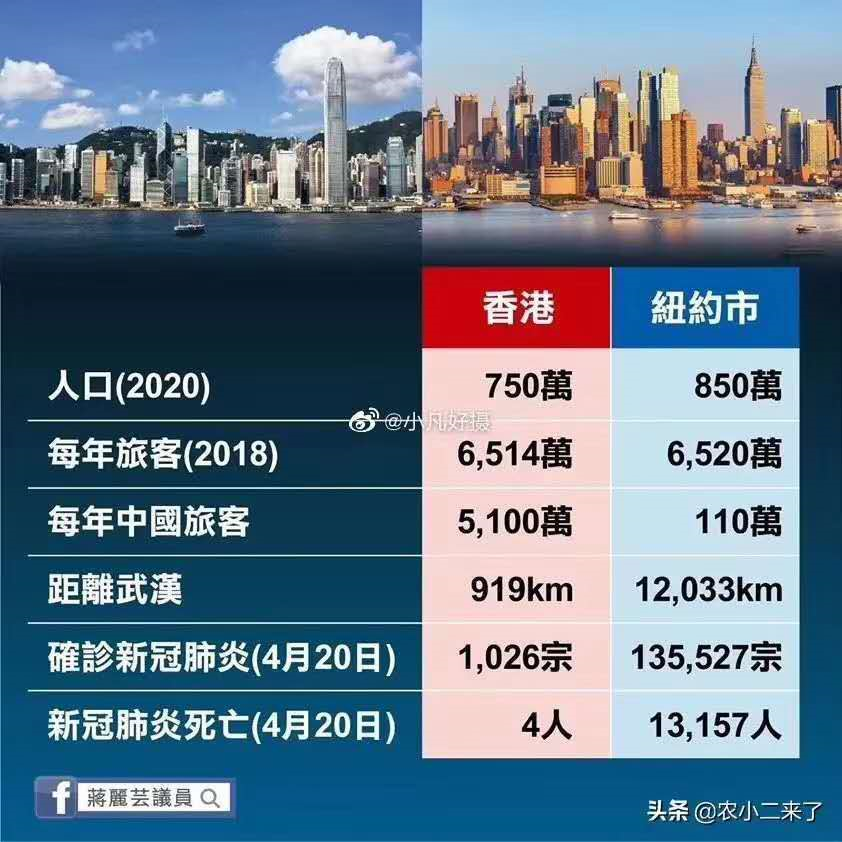 香港 紐約市
人口(2020) 750萬 850萬
@小凡好摄
每年旅客(2018) 6,514萬 6,520萬
每年中國旅客 5,100萬 110萬
距離武漢 919km 12,033km
確診新冠肺炎(4月20日) 1,026宗 135,527宗
新冠肺炎死亡(4月20日) 4人 13,157人
f 蔣麗芸議員
头条 @农小二来了